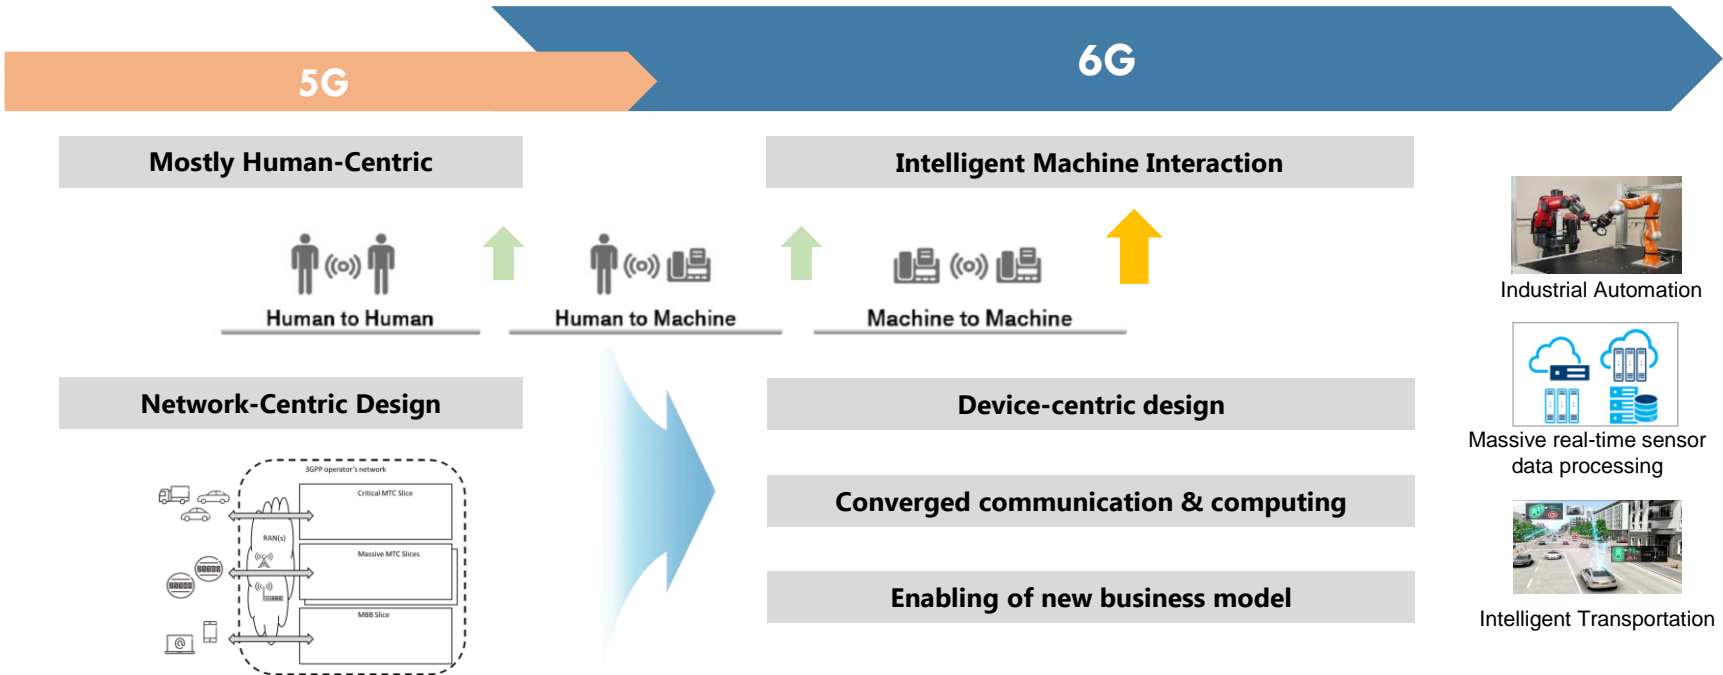 5G
6G
Mostly Human-Centric
Intelligent Machine Interaction
Human to Human
Human to Machine
Machine to Machine
Network-Centric Design
3GPP operator's network
Critical MTC Slice
RAN(s)
Massive MTC Slices
MBB Slice
Device-centric design
Converged communication & computing
Enabling of new business model
Industrial Automation
Massive real-time sensor
data processing
Intelligent Transportation